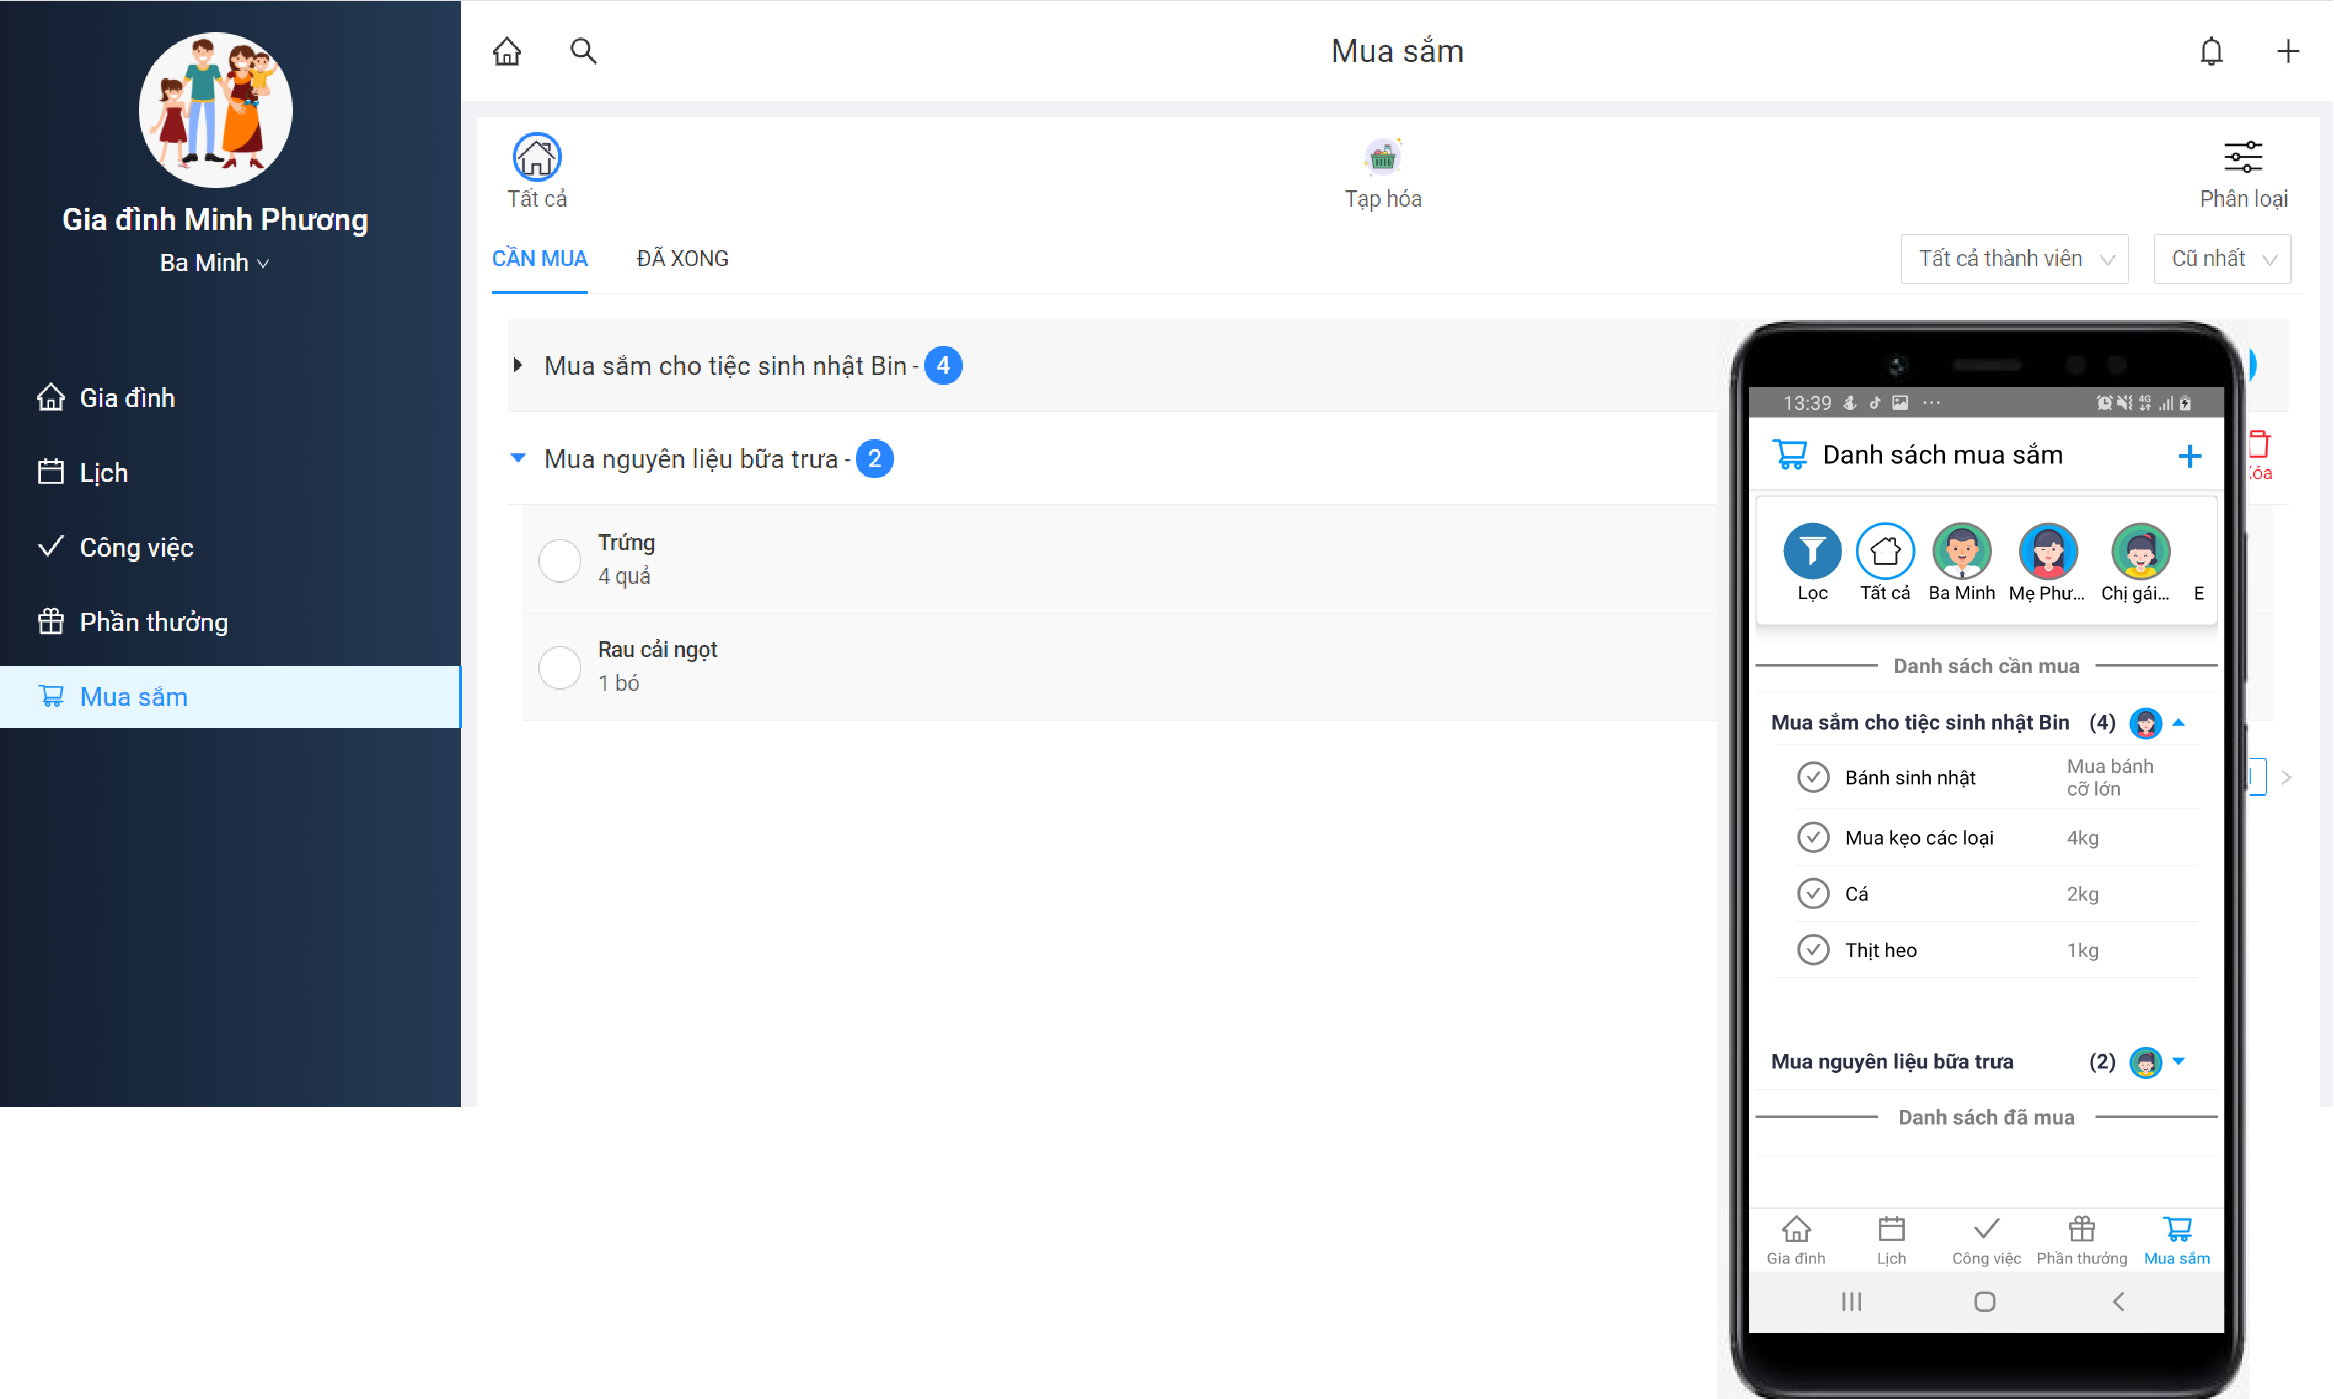 Gia đình Minh Phương
Ba Minh
Gia đình
Lịch
Công việc
Phần thưởng
Mua sắm
Mua sắm
Tất cả
Tạp hóa
Phân loại
CẦN MUA
ĐÃ XONG
Tất cả thành viên
Cũ nhất
Mua sắm cho tiệc sinh nhật Bin - 4
Mua nguyên liệu bữa trưa - 2
Trứng
4 quả
Rau cải ngọt
1 bó
13:39
4G
Danh sách mua sắm
Lọc
Tất cả
Ba Minh
Mẹ Phư...
Chị gái...
E
Danh sách cần mua
Mua sắm cho tiệc sinh nhật Bin (4)
Bánh sinh nhật
Mua bánh
cỡ lớn
Mua kẹo các loại 4kg
Cá 2kg
Thịt heo 1kg
Mua nguyên liệu bữa trưa (2)
Danh sách đã mua
Gia đình
Lịch
Công việc
Phần thưởng
Mua sắm